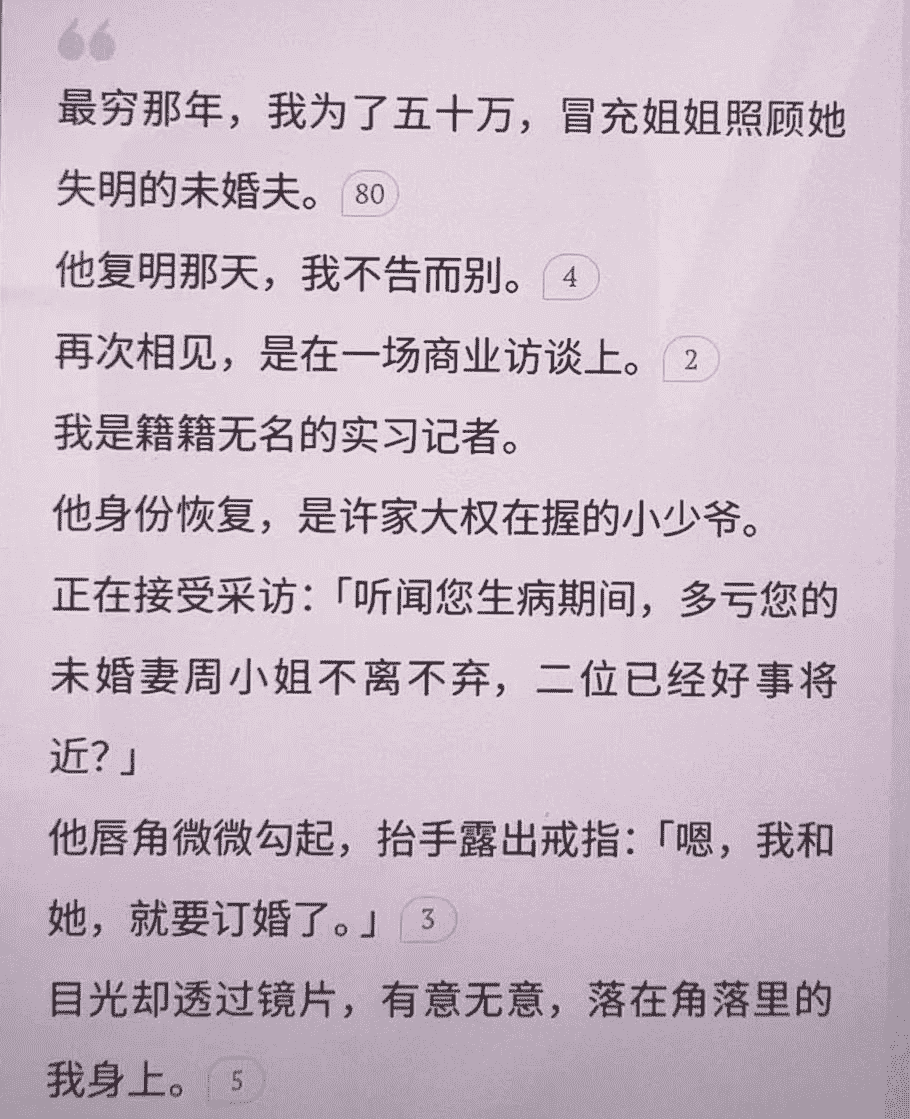 最穷那年，我为了五十万，冒充姐姐照顾她
失明的未婚夫。 80
他复明那天，我不告而别。 4
再次相见，是在一场商业访谈上。 2
我是籍籍无名的实习记者。
他身份恢复，是许家大权在握的小少爷。
正在接受采访：「听闻您生病期间，多亏您的
未婚妻周小姐不离不弃，二位已经好事将
近？」
他唇角微微勾起，抬手露出戒指：「嗯，我和
她，就要订婚了。」 3
目光却透过镜片，有意无意，落在角落里的
我身上。 5